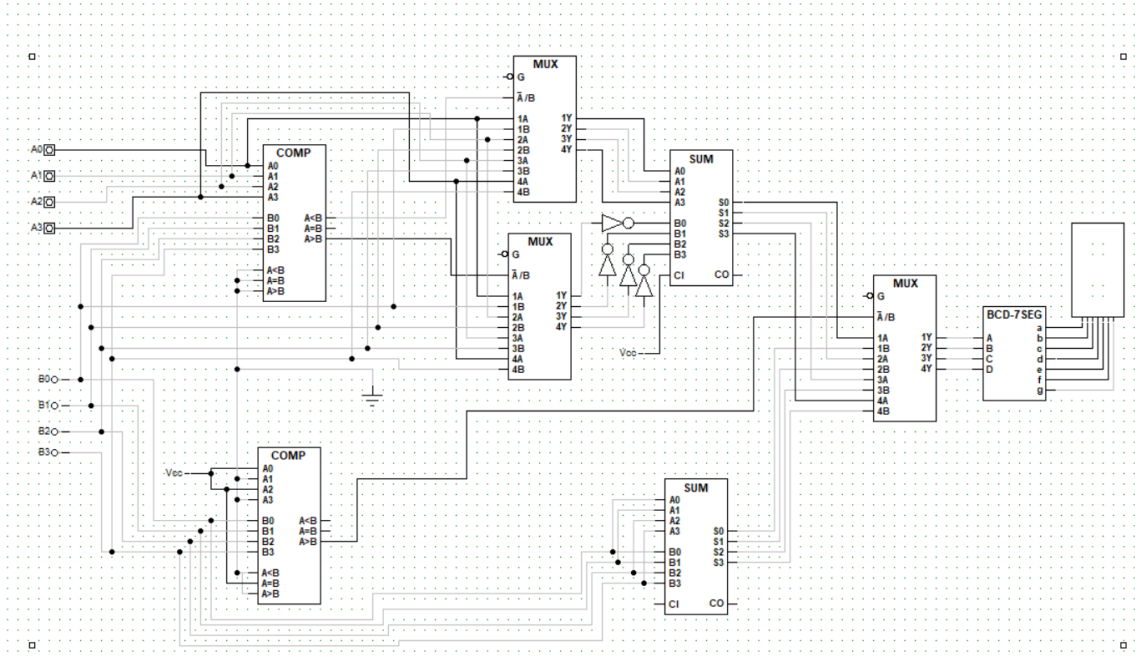 MUX
G
A/B
1A 1Y
1B 2Y
2A 3Y
2B 4Y
3A
3B
4A
4B
A0
A1
A2
A3
COMP
A0
A1
A2
A3
B0 A<B
B1 A=B
B2 A>B
B3
A<B
A=B
A>B
SUM
A0
A1
A2
A3 S0
S1
B0 S2
B1 S3
B2
B3
CI CO
MUX
G
A/B
1A 1Y
1B 2Y
2A 3Y
2B 4Y
3A
3B
4A
4B
Vcc
MUX
G
A/B
1A 1Y
1B 2Y
2A 3Y
2B 4Y
3A
3B
4A
4B
BCD-7SEG
a
A b
B c
C d
D e
f
g
B0
B1
B2
B3
Vcc
COMP
A0
A1
A2
A3
B0 A<B
B1 A=B
B2 A>B
B3
A<B
A=B
A>B
SUM
A0
A1
A2
A3 S0
S1
B0 S2
B1 S3
B2
B3
CI CO